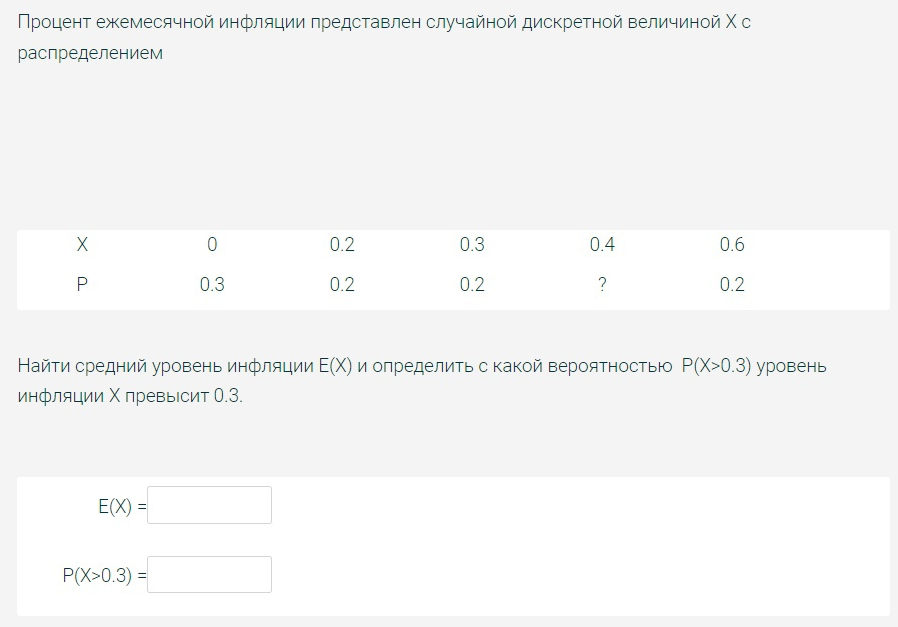 Процент ежемесячной инфляции представлен случайной дискретной величиной X с
распределением
X 0 0.2 0.3 0.4 0.6
P 0.3 0.2 0.2 ? 0.2
Найти средний уровень инфляции E(X) и определить с какой вероятностью P(X>0.3) уровень
инфляции X превысит 0.3.
E(X) =
P(X>0.3) =